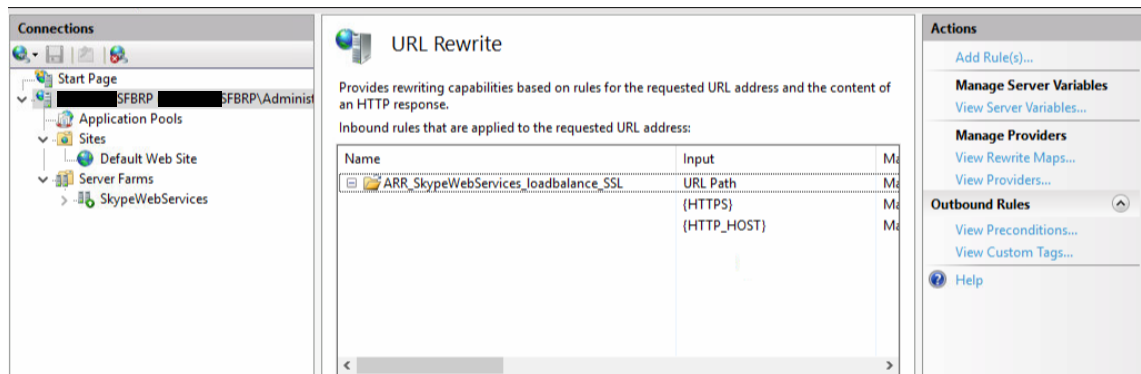 Connections
Start Page
SFBRP SFBRP\Administ
Application Pools
Sites
Default Web Site
Server Farms
SkypeWebServices
URL Rewrite
Provides rewriting capabilities based on rules for the requested URL address and the content of
an HTTP response.
Inbound rules that are applied to the requested URL address:
Name Input Ma
ARR_SkypeWebServices_loadbalance_SSL URL Path Ma
{HTTPS} Ma
{HTTP_HOST} Ma
Actions
Add Rule(s)...
Manage Server Variables
View Server Variables...
Manage Providers
View Rewrite Maps...
View Providers...
Outbound Rules
View Preconditions...
View Custom Tags...
Help